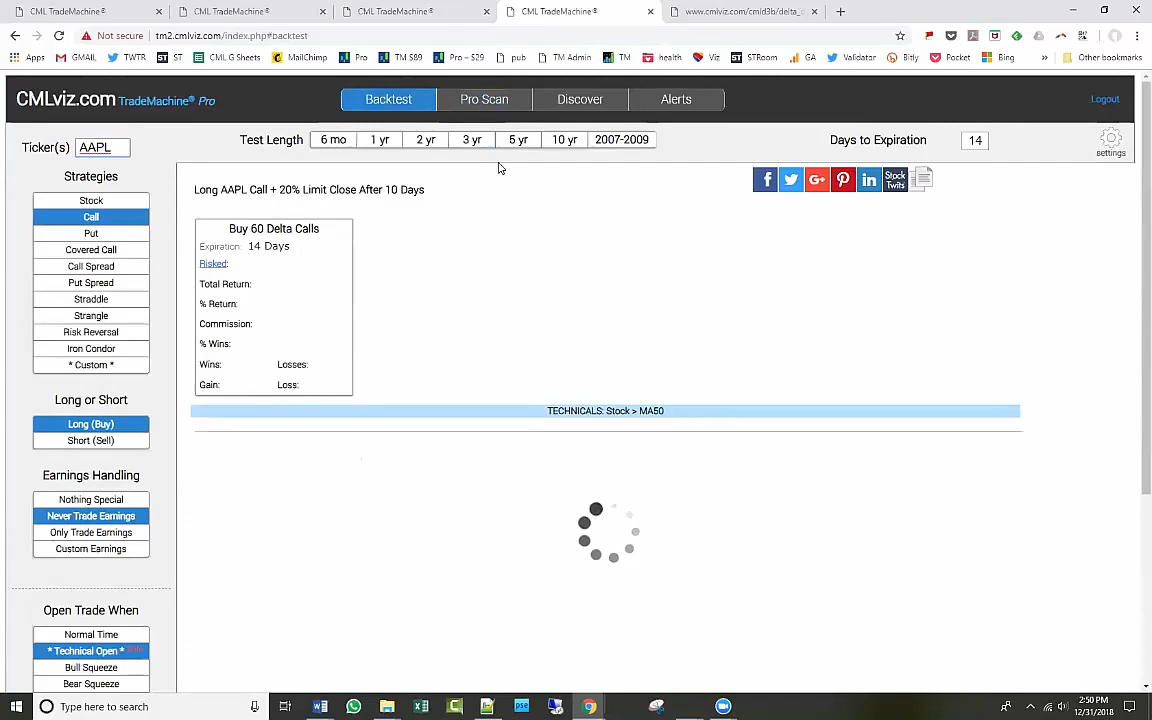 CML TradeMachine® CML TradeMachine® CML TradeMachine® CML TradeMachine® www.cmlviz.com/cmld3b/delta_c
Not secure tm2.cmlviz.com/index.php#backtest
Apps GMAIL TWTR ST CML G Sheets MailChimp Pro TM $89 Pro – $29 pub TM Admin TM health Viz STRoom GA Validator Bitly Pocket Bing » Other bookmarks
CMLviz.com TradeMachine® Pro
Backtest Pro Scan Discover Alerts
Logout
Ticker(s) AAPL
Test Length 6 mo 1 yr 2 yr 3 yr 5 yr 10 yr 2007-2009
Days to Expiration 14
settings
Strategies
Stock
Call
Put
Covered Call
Call Spread
Put Spread
Straddle
Strangle
Risk Reversal
Iron Condor
* Custom *
Long or Short
Long (Buy)
Short (Sell)
Earnings Handling
Nothing Special
Never Trade Earnings
Only Trade Earnings
Custom Earnings
Open Trade When
Normal Time
* Technical Open *
Bull Squeeze
Bear Squeeze
Long AAPL Call + 20% Limit Close After 10 Days
Stock Twits
Buy 60 Delta Calls
Expiration: 14 Days
Risked:
Total Return:
% Return:
Commission:
% Wins:
Wins: Losses:
Gain: Loss:
TECHNICALS: Stock > MA50
Type here to search
2:50 PM
12/31/2018